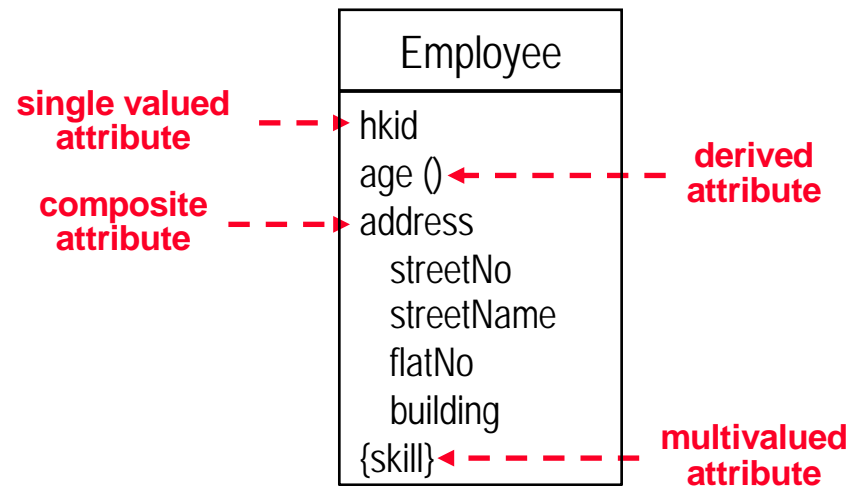 Employee
single valued
attribute
hkid
age ()
derived
attribute
composite
attribute
address
streetNo
streetName
flatNo
building
{skill}
multivalued
attribute